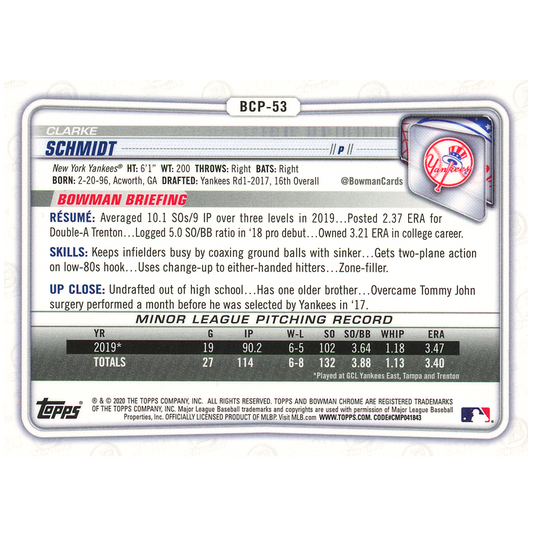 BCP-53
CLARKE
SCHMIDT
// P //
New York Yankees® HT: 6'1" WT: 200 THROWS: Right BATS: Right
BORN: 2-20-96, Acworth, GA DRAFTED: Yankees Rd1-2017, 16th Overall
@BowmanCards
Yankees
BOWMAN BRIEFING
RÉSUMÉ: Averaged 10.1 SOs/9 IP over three levels in 2019...Posted 2.37 ERA for
Double-A Trenton...Logged 5.0 SO/BB ratio in '18 pro debut...Owned 3.21 ERA in college career.
SKILLS: Keeps infielders busy by coaxing ground balls with sinker...Gets two-plane action
on low-80s hook...Uses change-up to either-handed hitters...Zone-filler.
UP CLOSE: Undrafted out of high school...Has one older brother...Overcame Tommy John
surgery performed a month before he was selected by Yankees in '17.
MINOR LEAGUE PITCHING RECORD
YR G IP W-L SO SO/BB WHIP ERA
2019* 19 90.2 6-5 102 3.64 1.18 3.47
TOTALS 27 114 6-8 132 3.88 1.13 3.40
*Played at GCL Yankees East, Tampa and Trenton
Topps
® & © 2020 THE TOPPS COMPANY, INC. ALL RIGHTS RESERVED. TOPPS AND BOWMAN CHROME ARE REGISTERED TRADEMARKS
OF THE TOPPS COMPANY, INC. Major League Baseball trademarks and copyrights are used with permission of Major League Baseball
Properties, Inc. OFFICIALLY LICENSED PRODUCT OF MLBP. Visit MLB.com WWW.TOPPS.COM. CODE#CMP041843